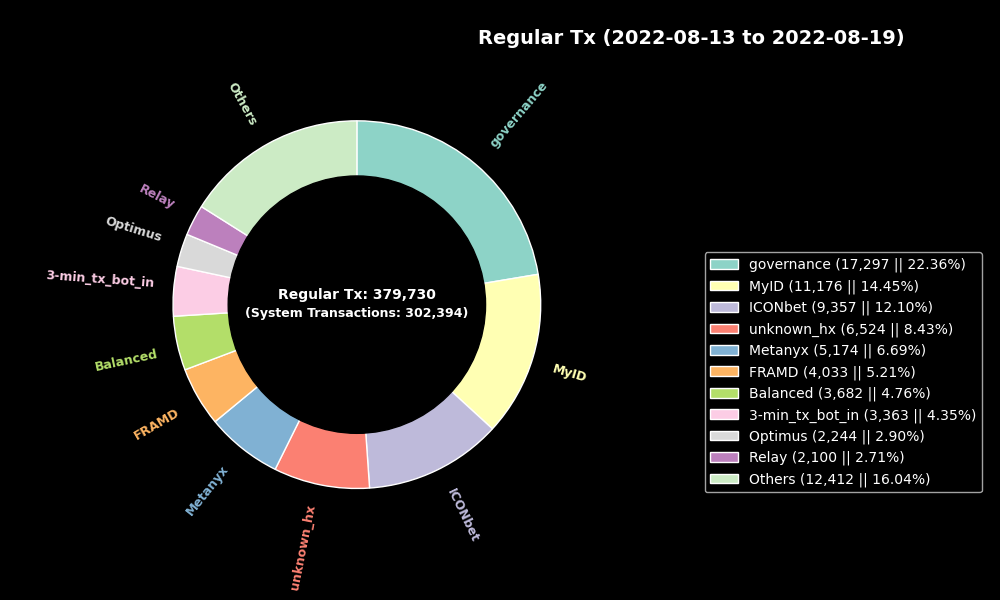 Regular Tx (2022-08-13 to 2022-08-19)
governance
Others
Relay
Optimus
3-min_tx_bot_in
Balanced
FRAMD
Metanyx
unknown_hx
ICONbet
MyID
Regular Tx: 379,730
(System Transactions: 302,394)
governance (17,297 || 22.36%)
MyID (11,176 || 14.45%)
ICONbet (9,357 || 12.10%)
unknown_hx (6,524 || 8.43%)
Metanyx (5,174 || 6.69%)
FRAMD (4,033 || 5.21%)
Balanced (3,682 || 4.76%)
3-min_tx_bot_in (3,363 || 4.35%)
Optimus (2,244 || 2.90%)
Relay (2,100 || 2.71%)
Others (12,412 || 16.04%)